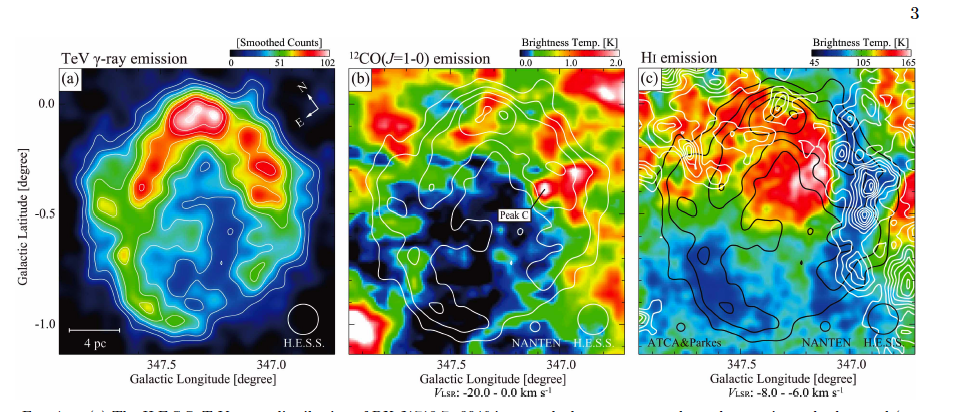 3
TeV γ-ray emission
[Smoothed Counts]
0 51 102
(a)
N
E
4 pc
H.E.S.S.
0.0
-0.5
-1.0
Galactic Latitude [degree]
347.5 347.0
Galactic Longitude [degree]
¹²CO(J=1-0) emission
Brightness Temp. [K]
0.0 1.0 2.0
(b)
Peak C
NANTEN H.E.S.S.
347.5 347.0
Galactic Longitude [degree]
VLSR: -20.0 - 0.0 km s⁻¹
HI emission
Brightness Temp. [K]
45 105 165
(c)
ATCA&Parkes NANTEN H.E.S.S.
347.5 347.0
Galactic Longitude [degree]
VLSR: -8.0 - -6.0 km s⁻¹